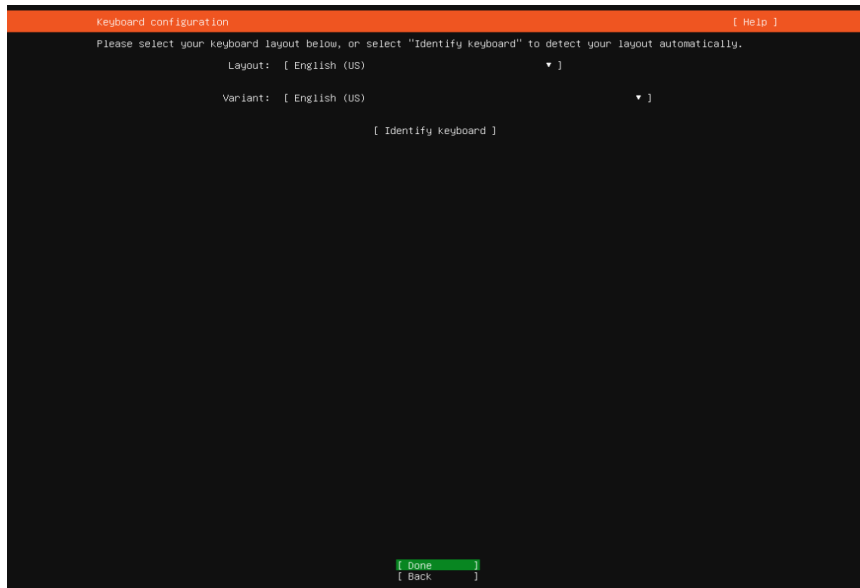 Keyboard configuration [ Help ]
Please select your keyboard layout below, or select "Identify keyboard" to detect your layout automatically.
Layout: [ English (US) ▾ ]
Variant: [ English (US) ▾ ]
[ Identify keyboard ]
[ Done ]
[ Back ]